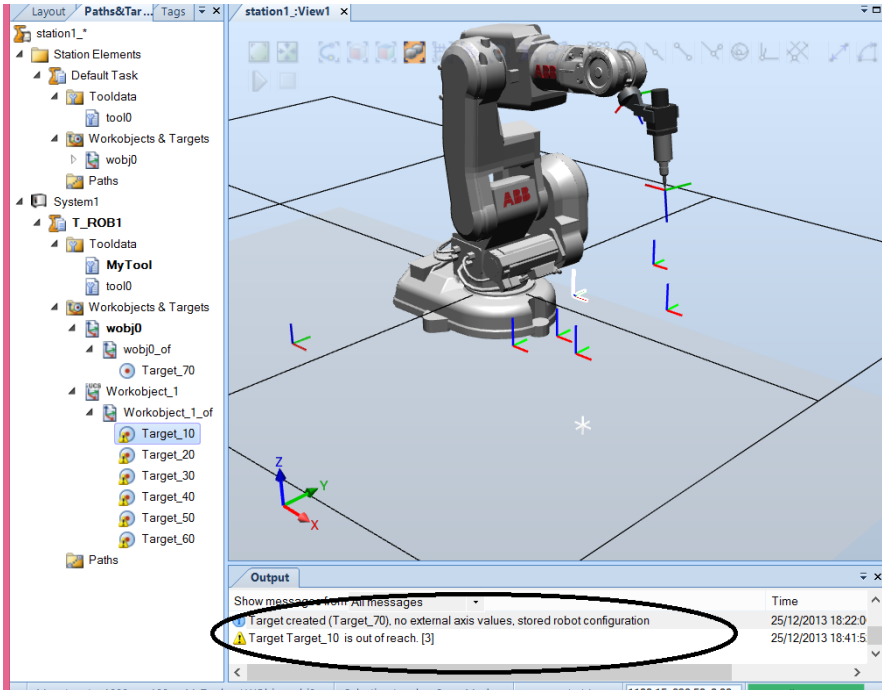 Layout Paths&Tar... Tags
station1_:View1
station1_*
Station Elements
Default Task
Tooldata
tool0
Workobjects & Targets
wobj0
Paths
System1
T_ROB1
Tooldata
MyTool
tool0
Workobjects & Targets
wobj0
wobj0_of
Target_70
Workobject_1
Workobject_1_of
Target_10
Target_20
Target_30
Target_40
Target_50
Target_60
Paths
ABB
ABB
Z
Y
X
Output
Show messages from All messages
Time
Target created (Target_70), no external axis values, stored robot configuration
25/12/2013 18:22:0
Target Target_10 is out of reach. [3]
25/12/2013 18:41:5